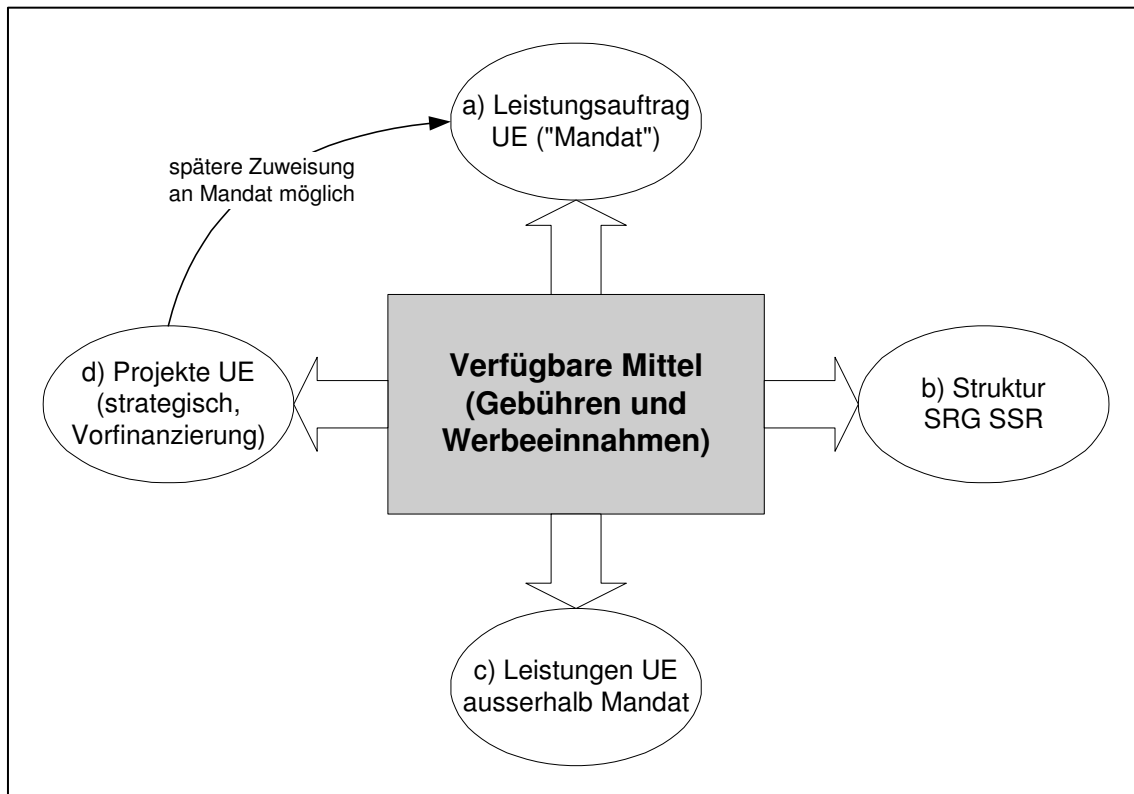 a) Leistungsauftrag
UE ("Mandat")
spätere Zuweisung
an Mandat möglich
Verfügbare Mittel
(Gebühren und
Werbeeinnahmen)
d) Projekte UE
(strategisch,
Vorfinanzierung)
b) Struktur
SRG SSR
c) Leistungen UE
ausserhalb Mandat